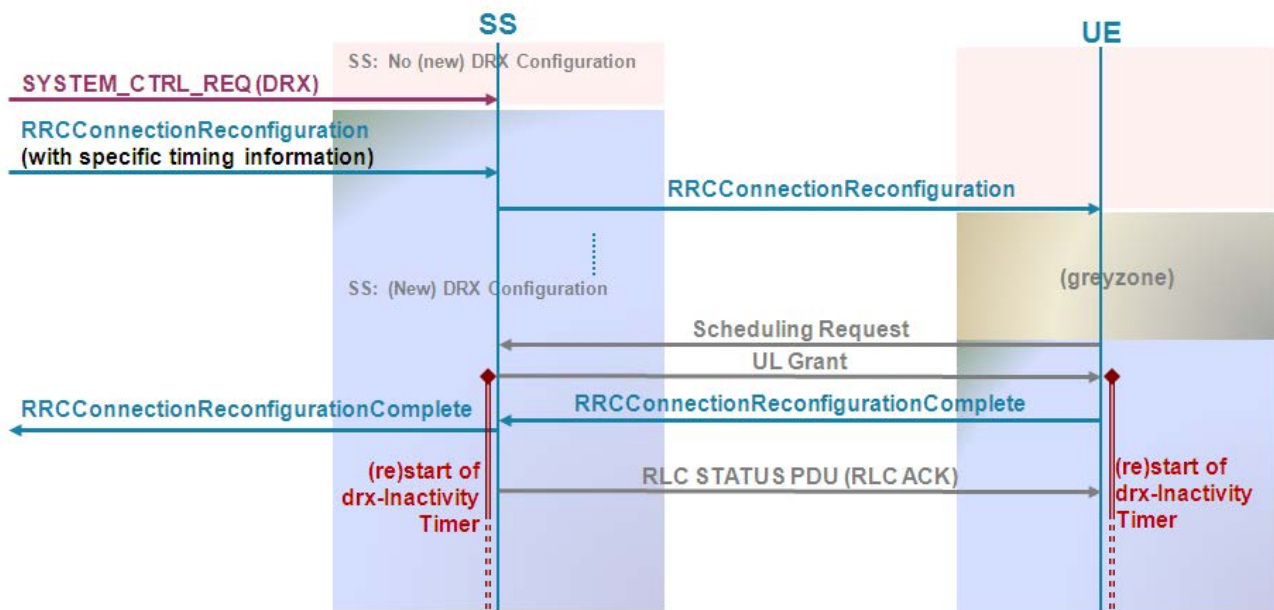 SS
UE
SS: No (new) DRX Configuration
SYSTEM_CTRL_REQ (DRX)
RRCConnectionReconfiguration
(with specific timing information)
RRCConnectionReconfiguration
(greyzone)
SS: (New) DRX Configuration
Scheduling Request
UL Grant
RRCConnectionReconfigurationComplete
RRCConnectionReconfigurationComplete
(re)start of
drx-Inactivity
Timer
RLC STATUS PDU (RLC ACK)
(re)start of
drx-Inactivity
Timer